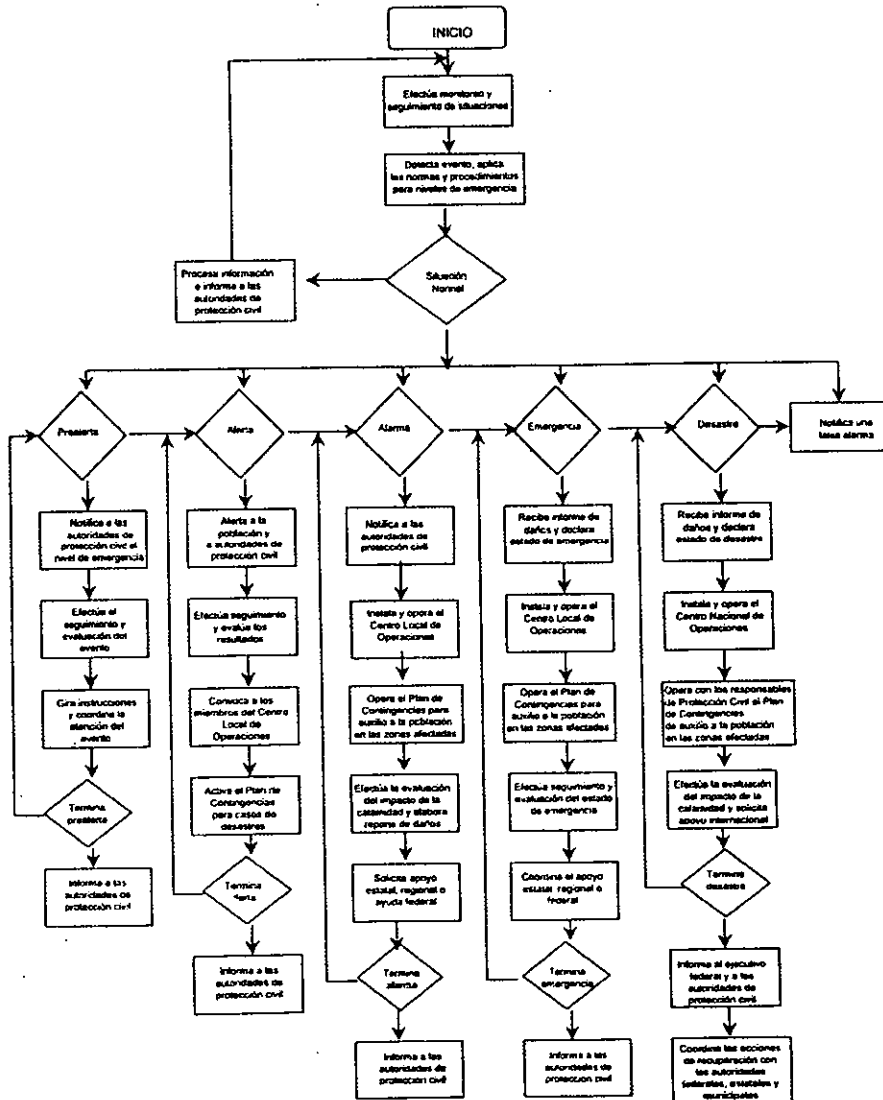 INICIO
Efectúa monitoreo y
seguimiento de situaciones
Detecta evento, aplica
las normas y procedimientos
para niveles de emergencia
Situación
Normal
Procesa información
e informa a las
autoridades de
protección civil
Prealerta
Alerta
Alarma
Emergencia
Desastre
Notifica una
falsa alarma
Notifica a las
autoridades de
protección civil el
nivel de emergencia
Efectúa el
seguimiento y
evaluación del
evento
Gira instrucciones
y coordina la
atención del
evento
Termina
prealerta
Informa a las
autoridades de
protección civil
Alerta a la
población y
a autoridades de
protección civil
Efectúa seguimiento
y evalúa los
resultados
Convoca a los
miembros del Centro
Local de
Operaciones
Activa el Plan de
Contingencias
para casos de
desastres
Termina
Informa a las
autoridades de
protección civil
Notifica a las
autoridades de
protección civil
Instala y opera el
Centro Local de
Operaciones
Opera el Plan de
Contingencias para
auxilio a la población
en las zonas afectadas
Efectúa la evaluación
del impacto de la
calamidad y elabora
reporte de daños
Solicita apoyo
estatal, regional o
ayuda federal
Termina
alarma
Informa a las
autoridades de
protección civil
Recibe informe de
daños y declara
estado de emergencia
Instala y opera el
Centro Local de
Operaciones
Opera el Plan de
Contingencias para
auxilio a la población
en las zonas afectadas
Efectúa seguimiento y
evaluación del estado
de emergencia
Coordina el apoyo
estatal regional o
federal
Termina
emergencia
Informa a las
autoridades de
protección civil
Recibe informe de
daños y declara
estado de desastre
Instala y opera el
Centro Nacional de
Operaciones
Opera con los responsables
de Protección Civil el Plan
de Contingencias
de auxilio a la población
en las zonas afectadas
Efectúa la evaluación
del impacto de la
calamidad y solicita
apoyo internacional
Termina
desastre
Informa al ejecutivo
federal y a las
autoridades de
protección civil
Coordina las acciones
de recuperación con
las autoridades
federales, estatales y
municipales